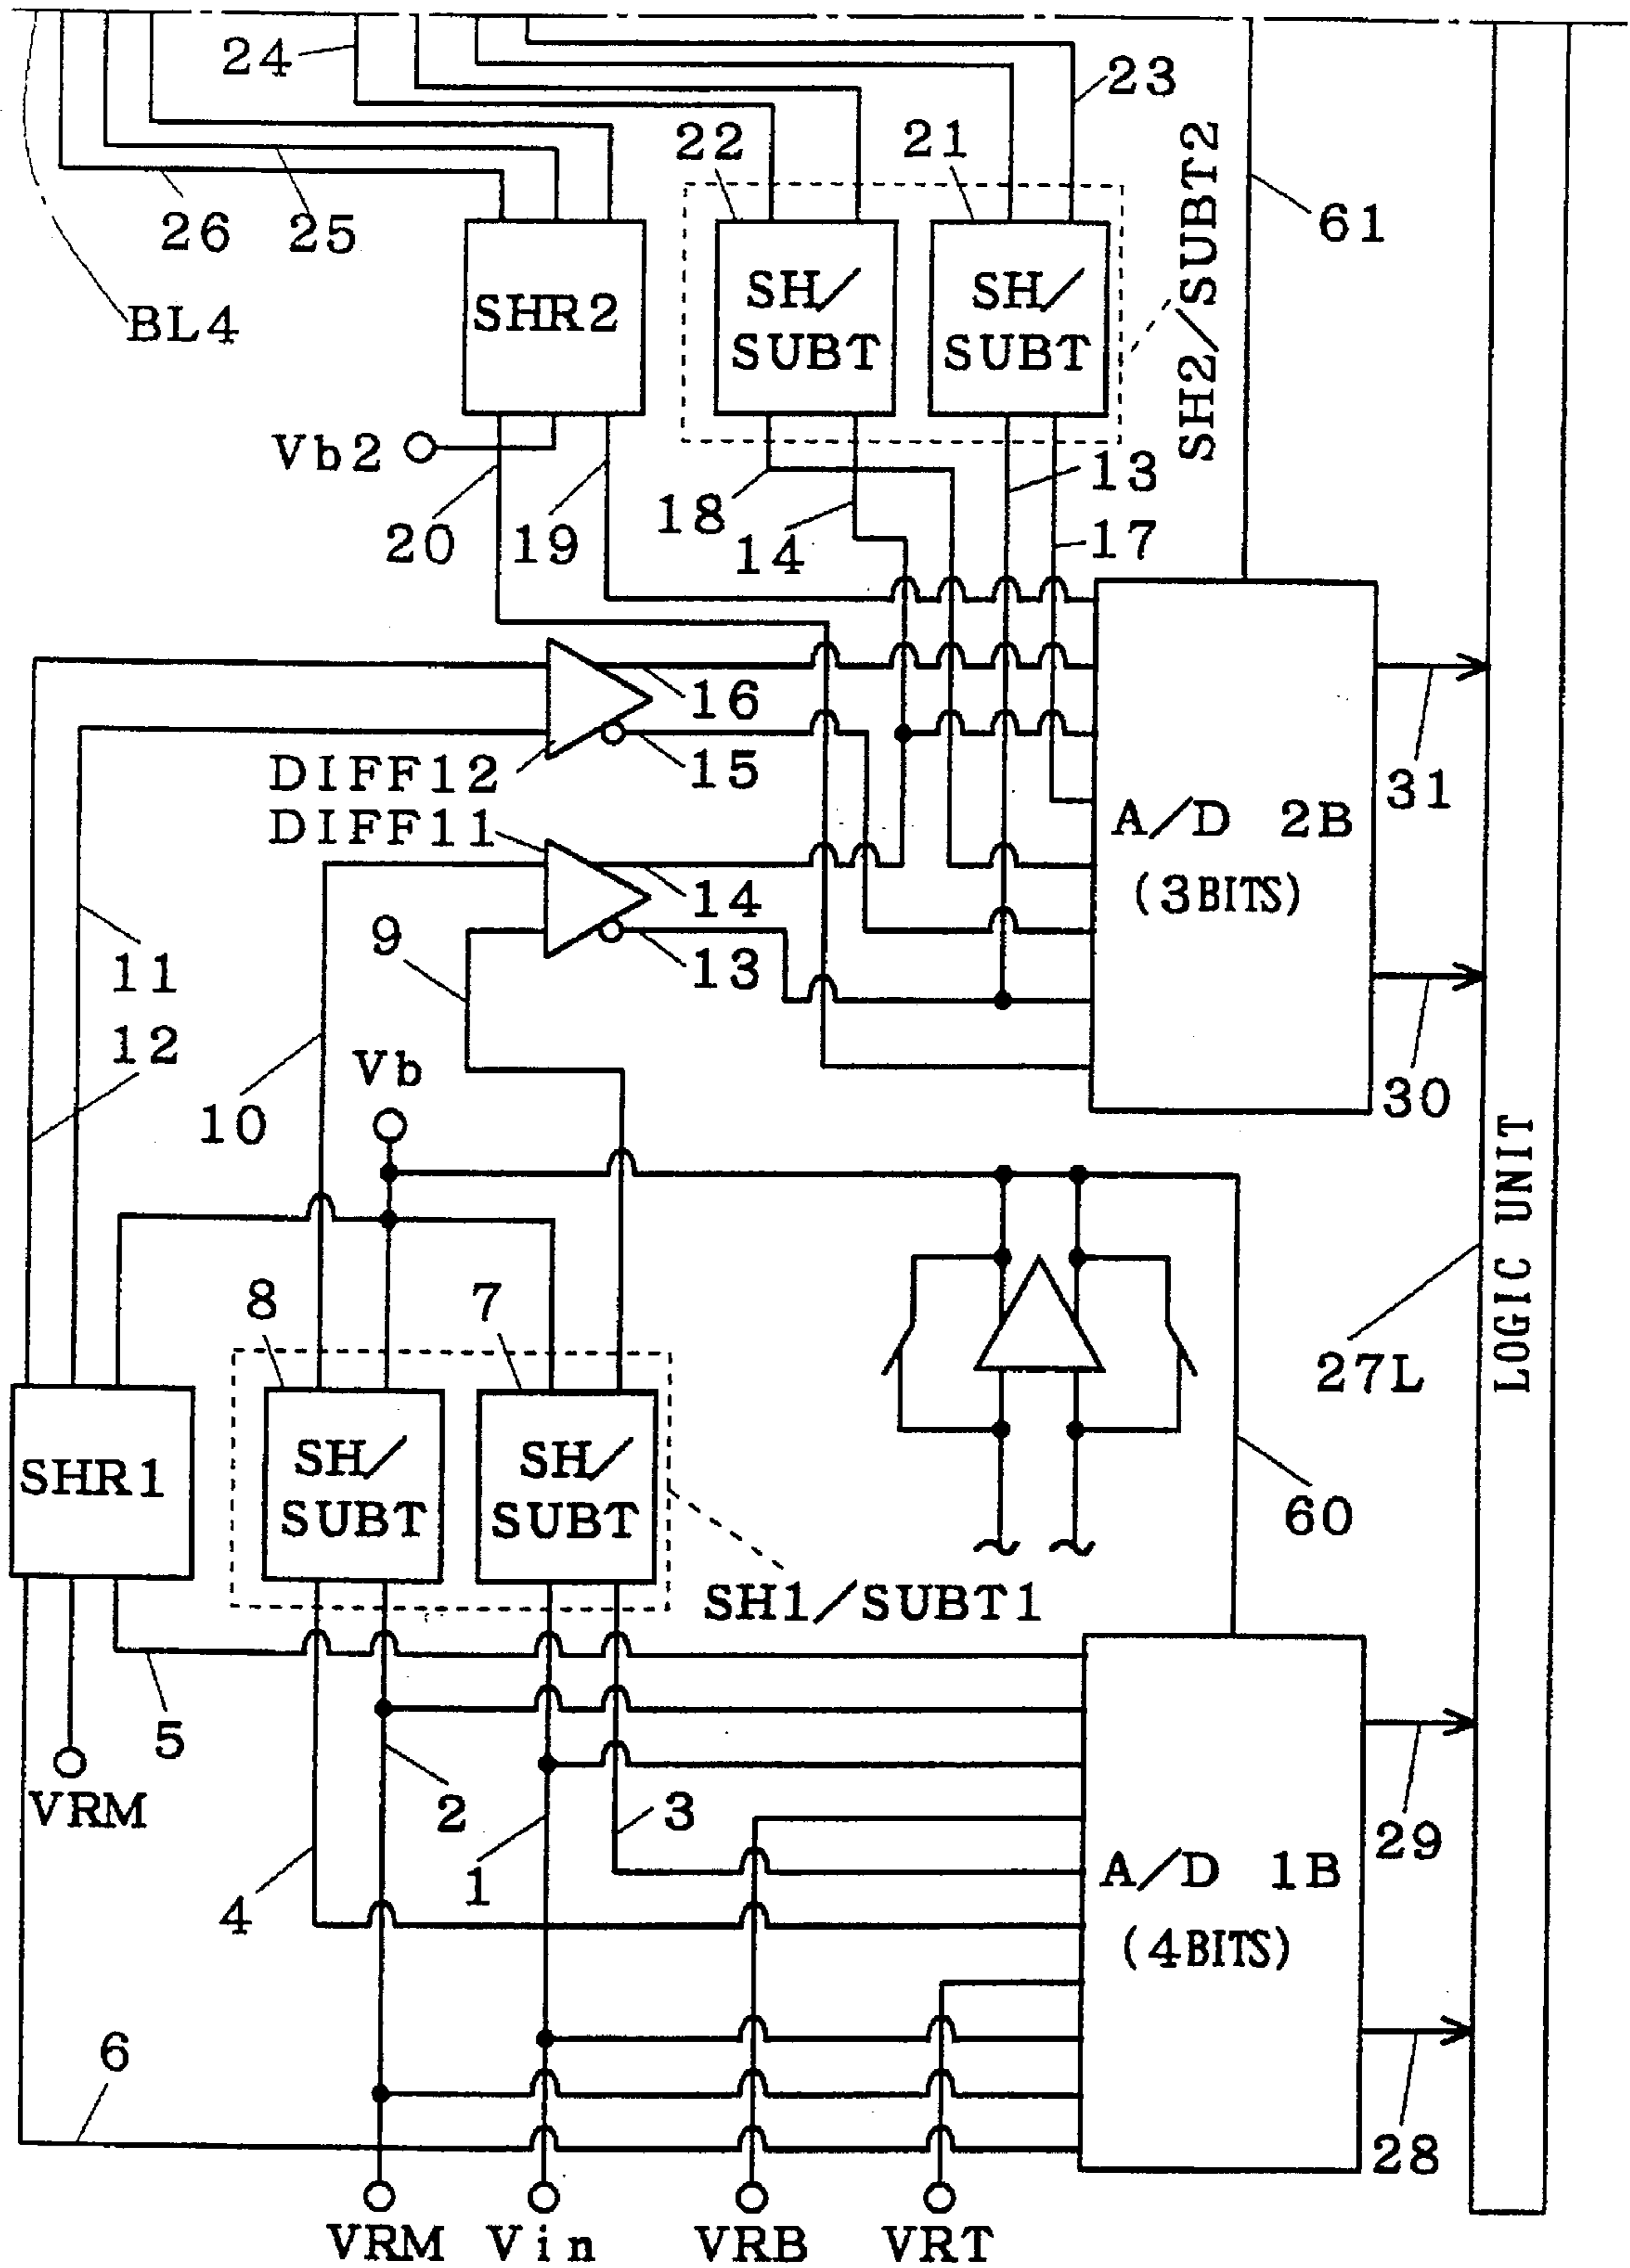 24
23
22
21
SH2/SUBT2
26
25
61
BL4
SHR2
SH/
SUBT
SH/
SUBT
Vb2
20
19
18
14
13
17
16
15
DIFF12
DIFF11
14
13
A/D 2B
(3BITS)
31
30
9
11
12
10
Vb
8
7
LOGIC UNIT
27L
SHR1
SH/
SUBT
SH/
SUBT
60
SH1/SUBT1
5
VRM
2
1
3
4
A/D 1B
(4BITS)
29
6
28
VRM
Vin
VRB
VRT